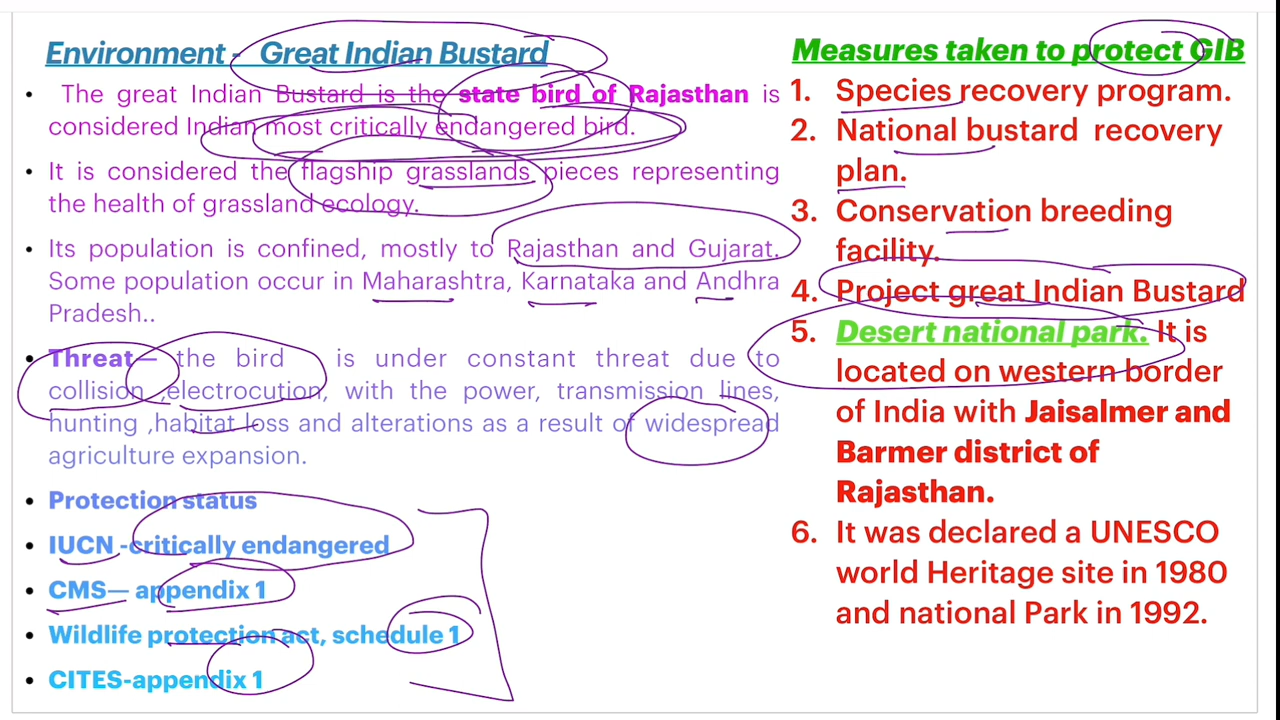 Environment - Great Indian Bustard
The great Indian Bustard is the state bird of Rajasthan is
considered Indian most critically endangered bird.
It is considered the flagship grasslands pieces representing
the health of grassland ecology.
Its population is confined, mostly to Rajasthan and Gujarat.
Some population occur in Maharashtra, Karnataka and Andhra
Pradesh..
Threat— the bird is under constant threat due to
collision ,electrocution, with the power, transmission lines,
hunting ,habitat loss and alterations as a result of widespread
agriculture expansion.
Protection status
IUCN -critically endangered
CMS— appendix 1
Wildlife protection act, schedule 1
CITES-appendix 1
Measures taken to protect GIB
1. Species recovery program.
2. National bustard recovery
plan.
3. Conservation breeding
facility.
4. Project great Indian Bustard
5. Desert national park. It is
located on western border
of India with Jaisalmer and
Barmer district of
Rajasthan.
6. It was declared a UNESCO
world Heritage site in 1980
and national Park in 1992.